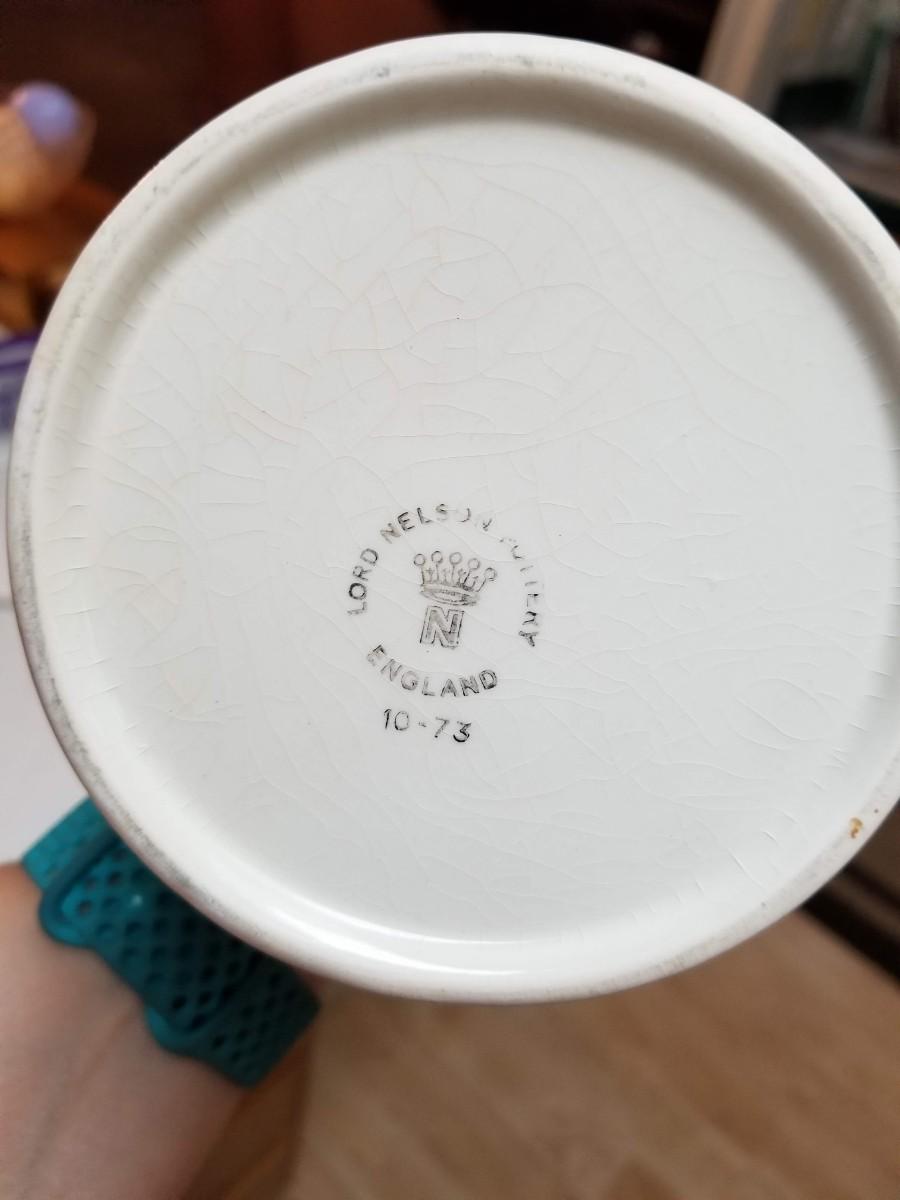 LORD NELSON POTTERY
N
ENGLAND
10-73